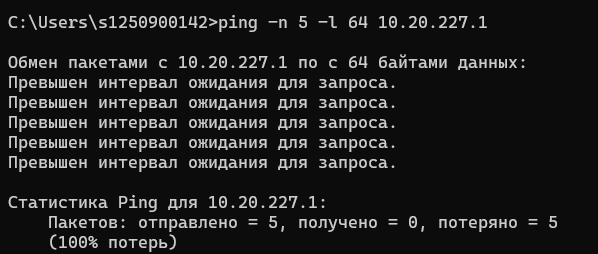 C:\Users\s1250900142>ping -n 5 -l 64 10.20.227.1
Обмен пакетами с 10.20.227.1 по с 64 байтами данных:
Превышен интервал ожидания для запроса.
Превышен интервал ожидания для запроса.
Превышен интервал ожидания для запроса.
Превышен интервал ожидания для запроса.
Превышен интервал ожидания для запроса.
Статистика Ping для 10.20.227.1:
Пакетов: отправлено = 5, получено = 0, потеряно = 5
(100% потерь)